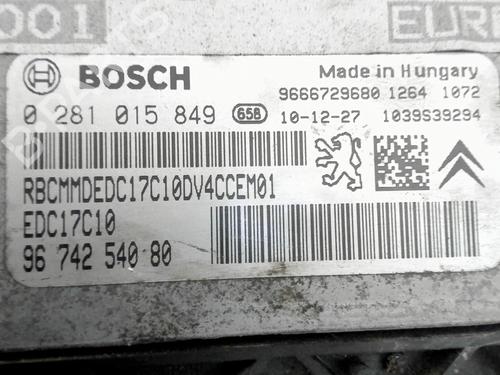 001 EURO
BOSCH Made in Hungary
9666729680 1264 1072
0 281 015 849 658 10-12-27 1039S39294
RBCMMDEDC17C10DV4CCEM01
EDC17C10
96 742 540 80